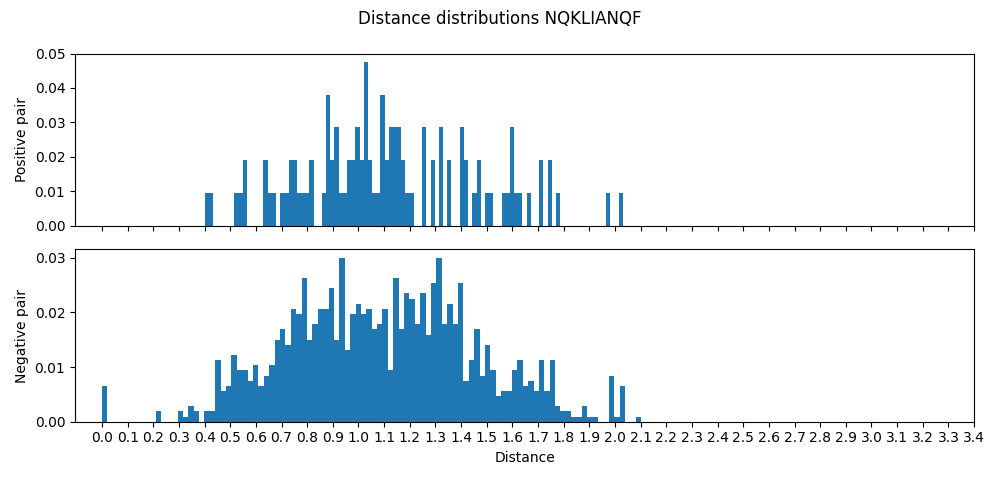 Distance distributions NQKLIANQF
0.05
0.04
0.03
0.02
0.01
0.00
Positive pair
0.03
0.02
0.01
0.00
Negative pair
0.0 0.1 0.2 0.3 0.4 0.5 0.6 0.7 0.8 0.9 1.0 1.1 1.2 1.3 1.4 1.5 1.6 1.7 1.8 1.9 2.0 2.1 2.2 2.3 2.4 2.5 2.6 2.7 2.8 2.9 3.0 3.1 3.2 3.3 3.4
Distance